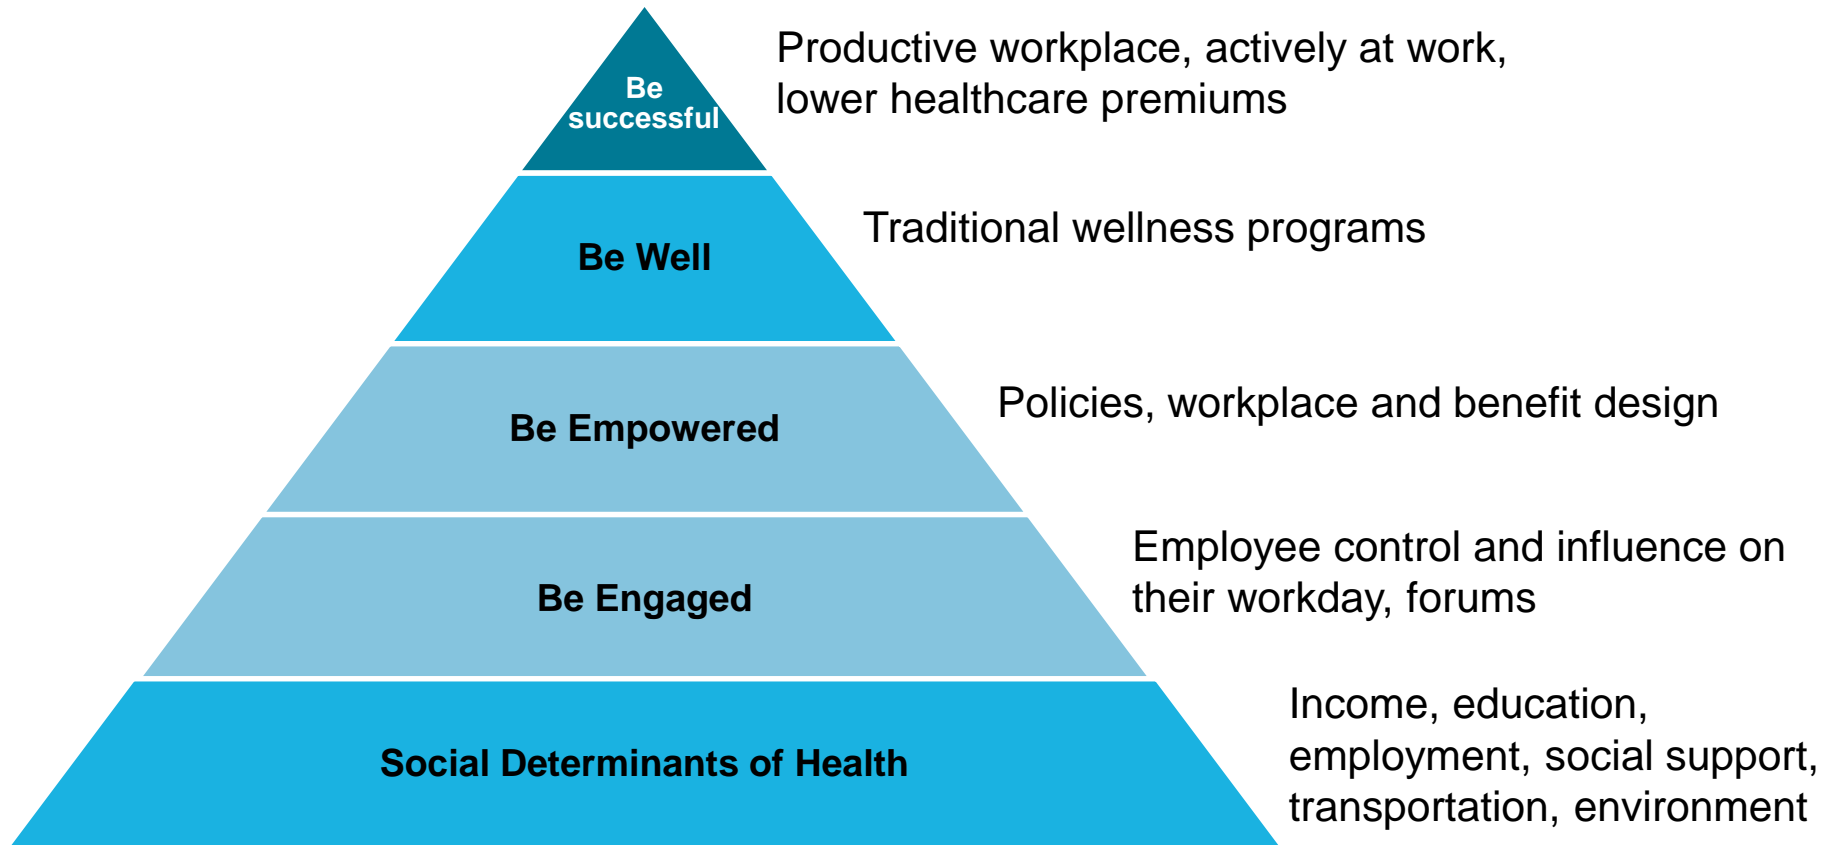 Be
successful
Productive workplace, actively at work,
lower healthcare premiums
Be Well
Traditional wellness programs
Be Empowered
Policies, workplace and benefit design
Be Engaged
Employee control and influence on
their workday, forums
Social Determinants of Health
Income, education,
employment, social support,
transportation, environment